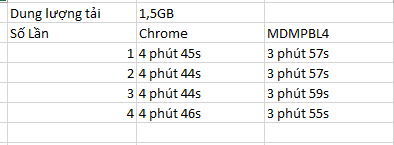 Dung lượng tải 1,5GB
Số Lần Chrome MDMPBL4
1 4 phút 45s 3 phút 57s
2 4 phút 44s 3 phút 57s
3 4 phút 44s 3 phút 59s
4 4 phút 46s 3 phút 55s